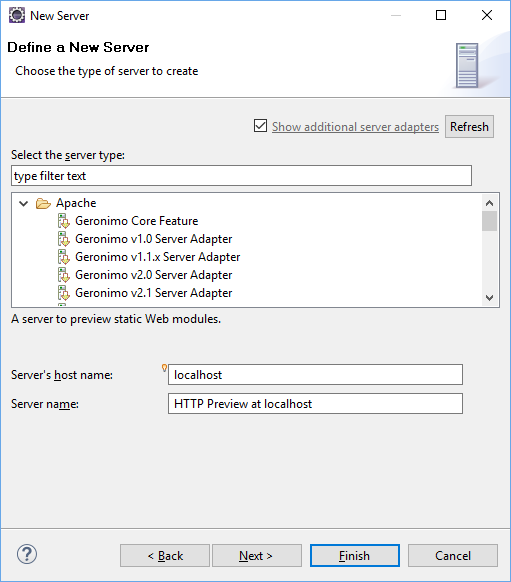 New Server
Define a New Server
Choose the type of server to create
Show additional server adapters Refresh
Select the server type:
type filter text
Apache
Geronimo Core Feature
Geronimo v1.0 Server Adapter
Geronimo v1.1.x Server Adapter
Geronimo v2.0 Server Adapter
Geronimo v2.1 Server Adapter
A server to preview static Web modules.
Server's host name: localhost
Server name: HTTP Preview at localhost
? < Back Next > Finish Cancel